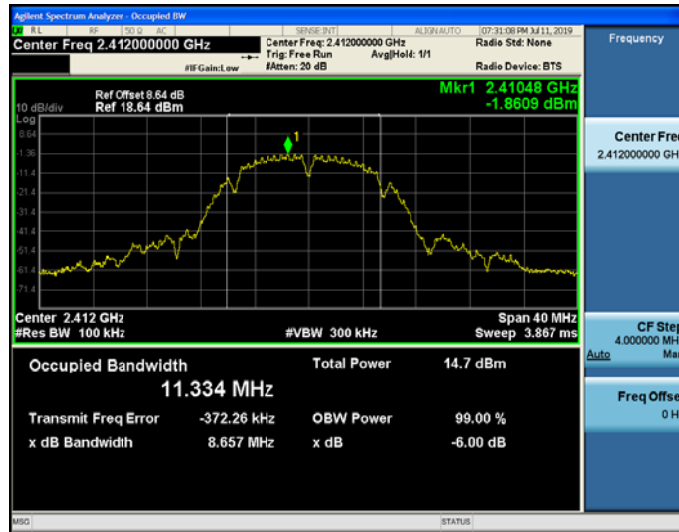 Agilent Spectrum Analyzer - Occupied BW
RL RF 50 Ω AC SENSE:INT ALIGN AUTO 07:31:08 PM Jul 11, 2019
Center Freq 2.412000000 GHz
Center Freq: 2.412000000 GHz
Radio Std: None
Trig: Free Run Avg|Hold: 1/1
#IFGain:Low #Atten: 20 dB Radio Device: BTS
Ref Offset 8.64 dB
10 dB/div Ref 18.64 dBm
Mkr1 2.41048 GHz
-1.8609 dBm
Log
8.64
-1.36
-11.4
-21.4
-31.4
-41.4
-51.4
-61.4
-71.4
1
Center 2.412 GHz Span 40 MHz
#Res BW 100 kHz #VBW 300 kHz Sweep 3.867 ms
Occupied Bandwidth Total Power 14.7 dBm
11.334 MHz
Transmit Freq Error -372.26 kHz OBW Power 99.00 %
x dB Bandwidth 8.657 MHz x dB -6.00 dB
MSG STATUS
Frequency
Center Fre
2.412000000 GH
CF Step
4.000000 MH
Auto Ma
Freq Offse
0 H